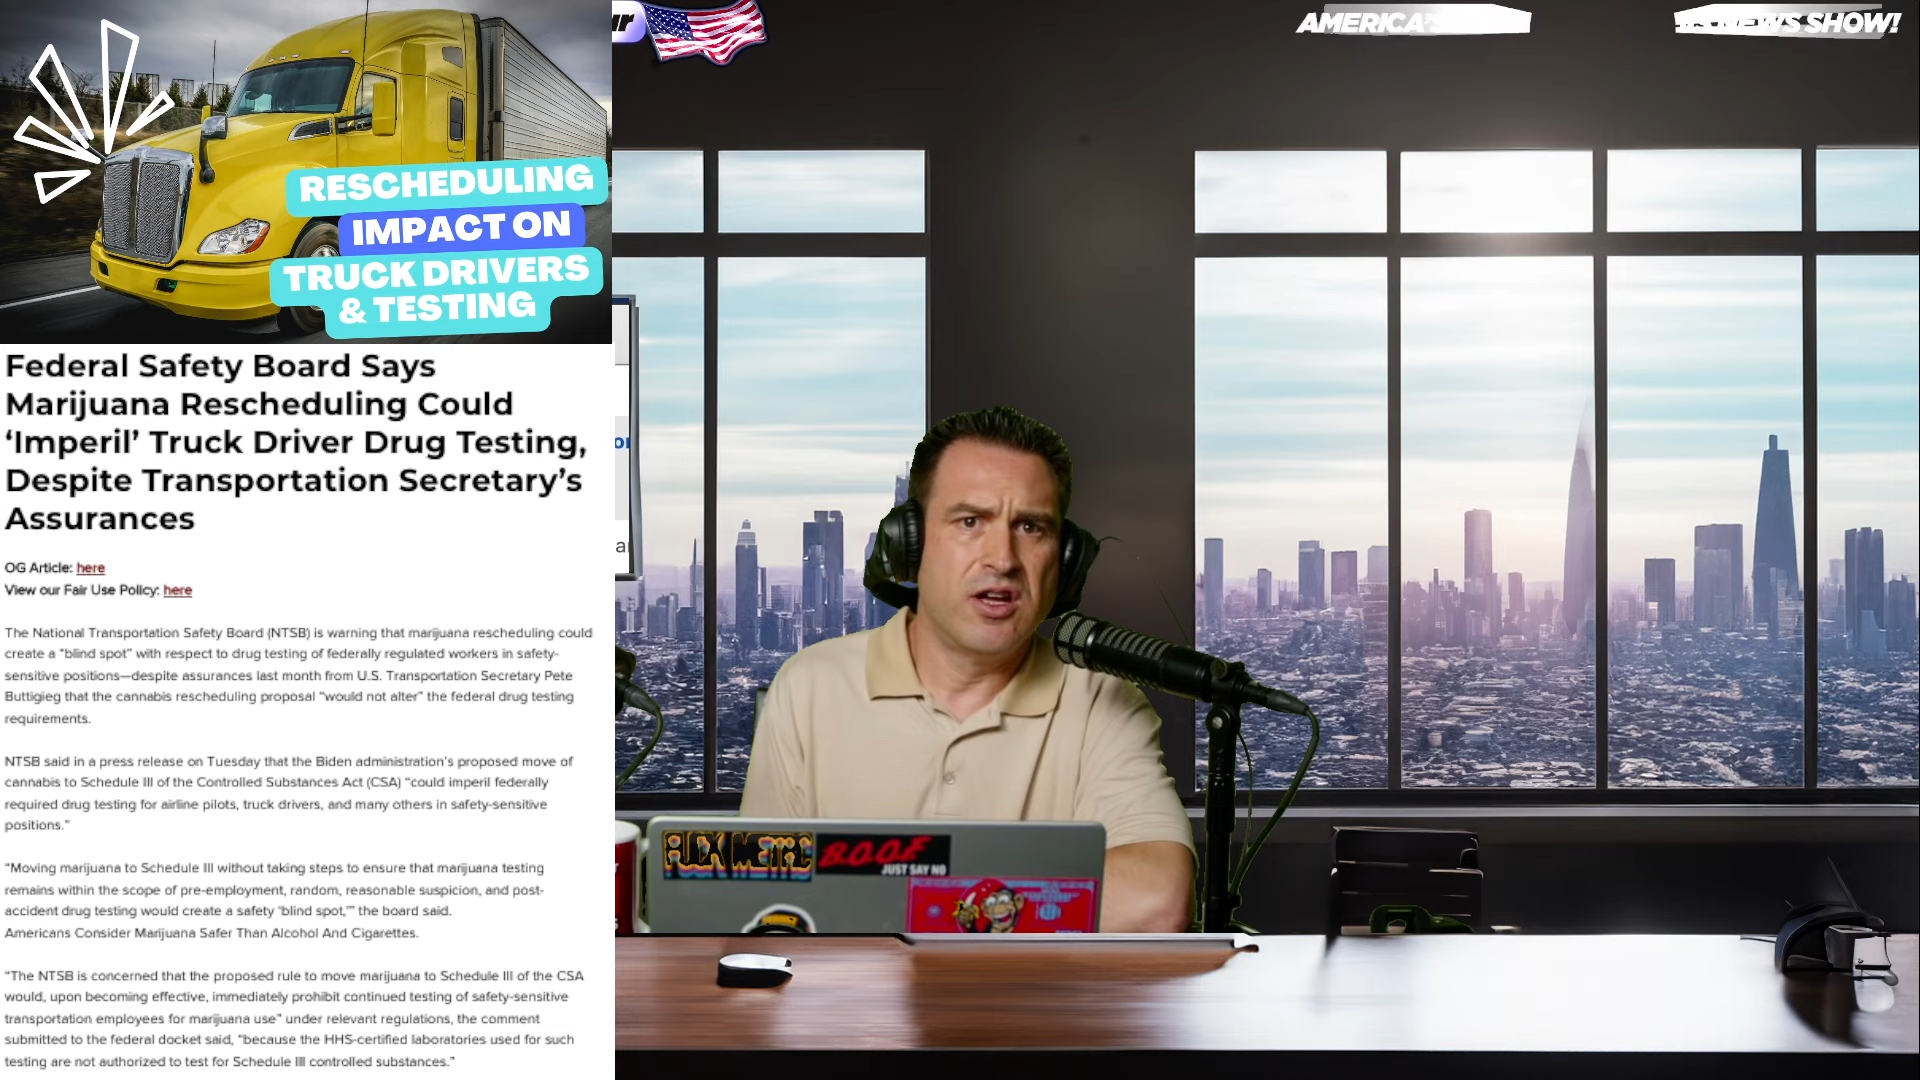 RESCHEDULING
IMPACT ON
TRUCK DRIVERS
& TESTING
Federal Safety Board Says
Marijuana Rescheduling Could
‘Imperil’ Truck Driver Drug Testing,
Despite Transportation Secretary’s
Assurances
OG Article: here
View our Fair Use Policy: here
The National Transportation Safety Board (NTSB) is warning that marijuana rescheduling could
create a “blind spot” with respect to drug testing of federally regulated workers in safety-
sensitive positions—despite assurances last month from U.S. Transportation Secretary Pete
Buttigieg that the cannabis rescheduling proposal “would not alter” the federal drug testing
requirements.
NTSB said in a press release on Tuesday that the Biden administration’s proposed move of
cannabis to Schedule III of the Controlled Substances Act (CSA) “could imperil federally
required drug testing for airline pilots, truck drivers, and many others in safety-sensitive
positions.”
“Moving marijuana to Schedule III without taking steps to ensure that marijuana testing
remains within the scope of pre-employment, random, reasonable suspicion, and post-
accident drug testing would create a safety ‘blind spot,’” the board said.
Americans Consider Marijuana Safer Than Alcohol And Cigarettes.
“The NTSB is concerned that the proposed rule to move marijuana to Schedule III of the CSA
would, upon becoming effective, immediately prohibit continued testing of safety-sensitive
transportation employees for marijuana use” under relevant regulations, the comment
submitted to the federal docket said, “because the HHS-certified laboratories used for such
testing are not authorized to test for Schedule III controlled substances.”
AMERICA'S
NEWS SHOW!
B.O.O.F.
JUST SAY NO